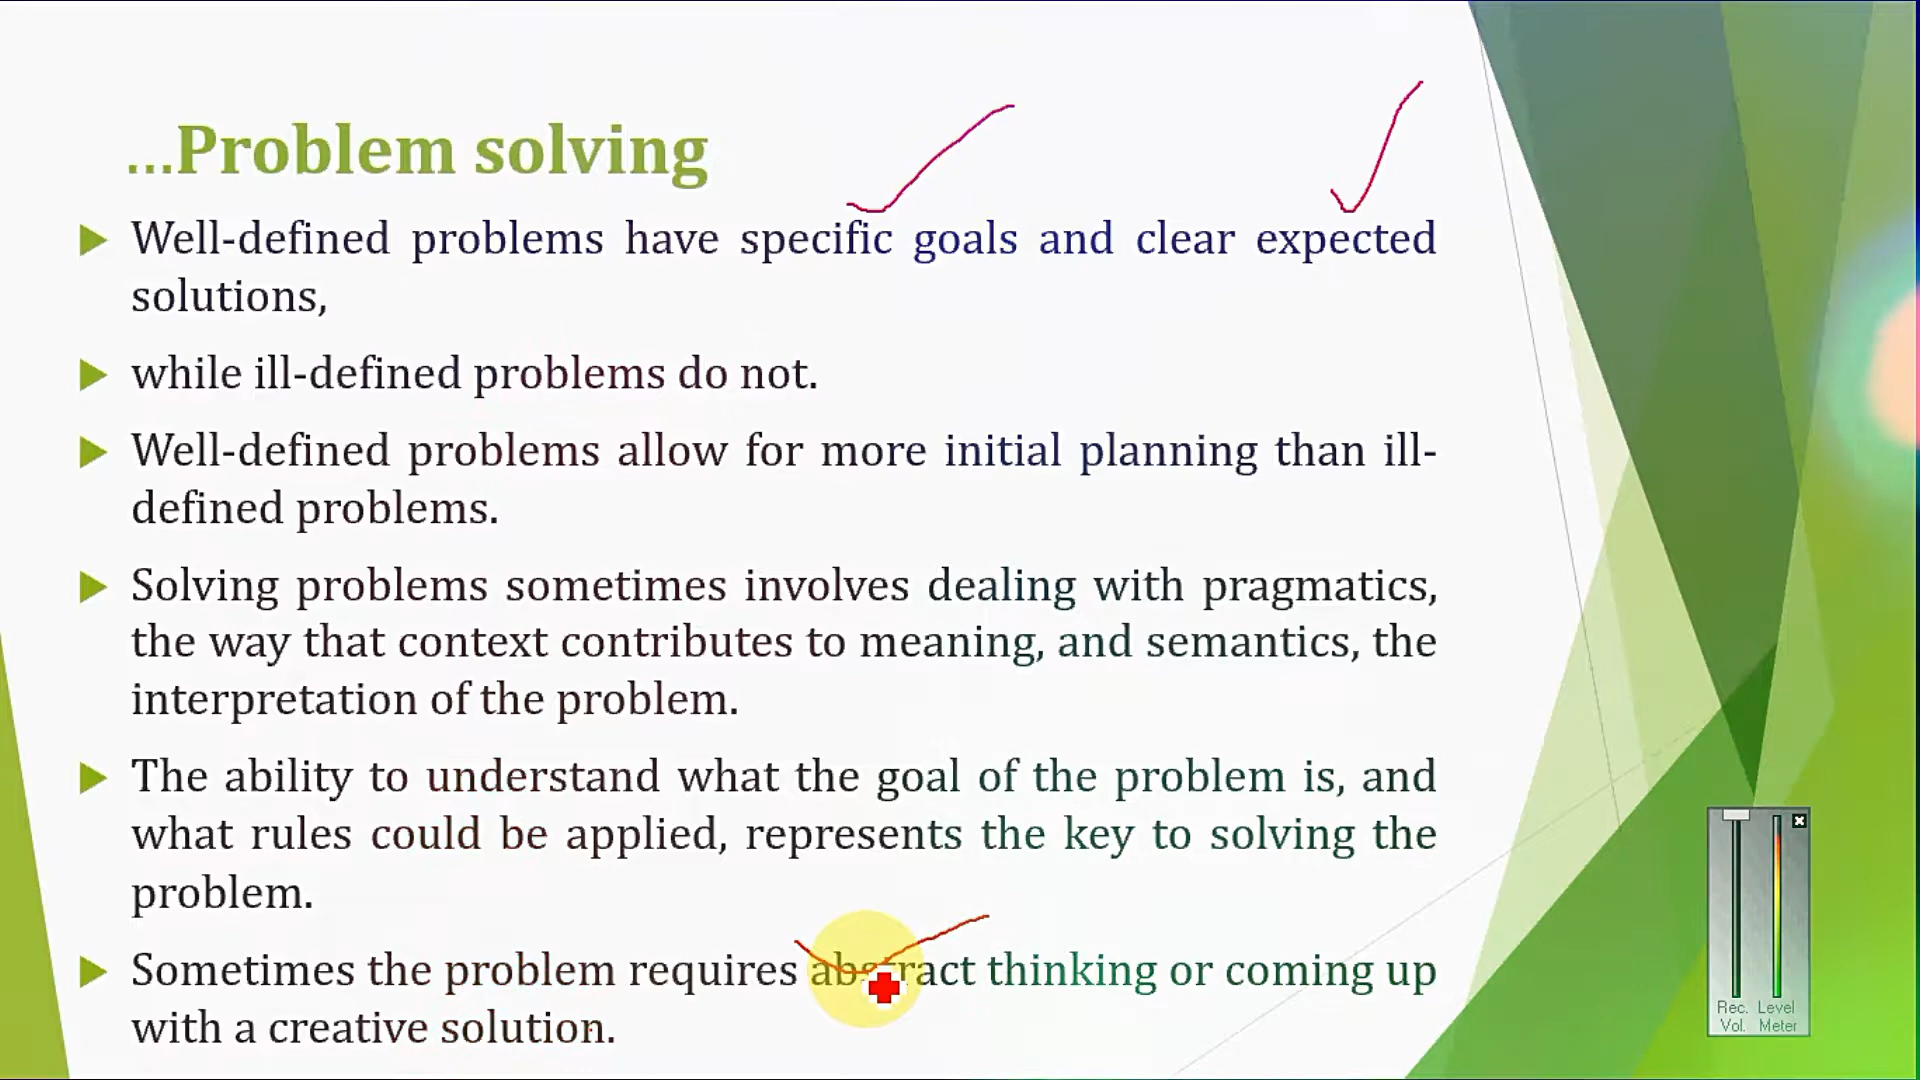 ...Problem solving
Well-defined problems have specific goals and clear expected
solutions,
while ill-defined problems do not.
Well-defined problems allow for more initial planning than ill-
defined problems.
Solving problems sometimes involves dealing with pragmatics,
the way that context contributes to meaning, and semantics, the
interpretation of the problem.
The ability to understand what the goal of the problem is, and
what rules could be applied, represents the key to solving the
problem.
Sometimes the problem requires abstract thinking or coming up
with a creative solution.
Rec. Level
Vol. Meter